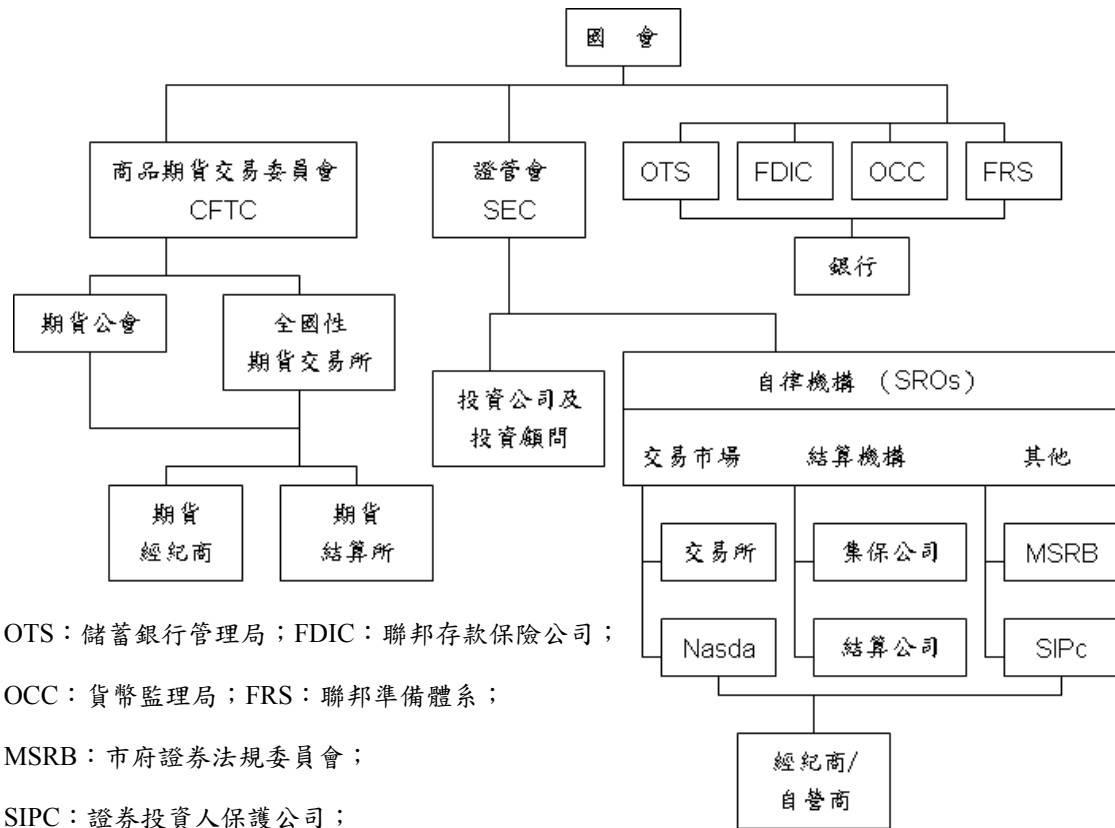 國 會
商品期貨交易委員會
CFTC
證管會
SEC
OTS
FDIC
OCC
FRS
銀行
期貨公會
全國性
期貨交易所
投資公司及
投資顧問
自律機構 (SROs)
交易市場
結算機構
其他
期貨
經紀商
期貨
結算所
交易所
集保公司
MSRB
Nasda
結算公司
SIPc
經紀商/
自營商
OTS：儲蓄銀行管理局；FDIC：聯邦存款保險公司；
OCC：貨幣監理局；FRS：聯邦準備體系；
MSRB：市府證券法規委員會；
SIPC：證券投資人保護公司；